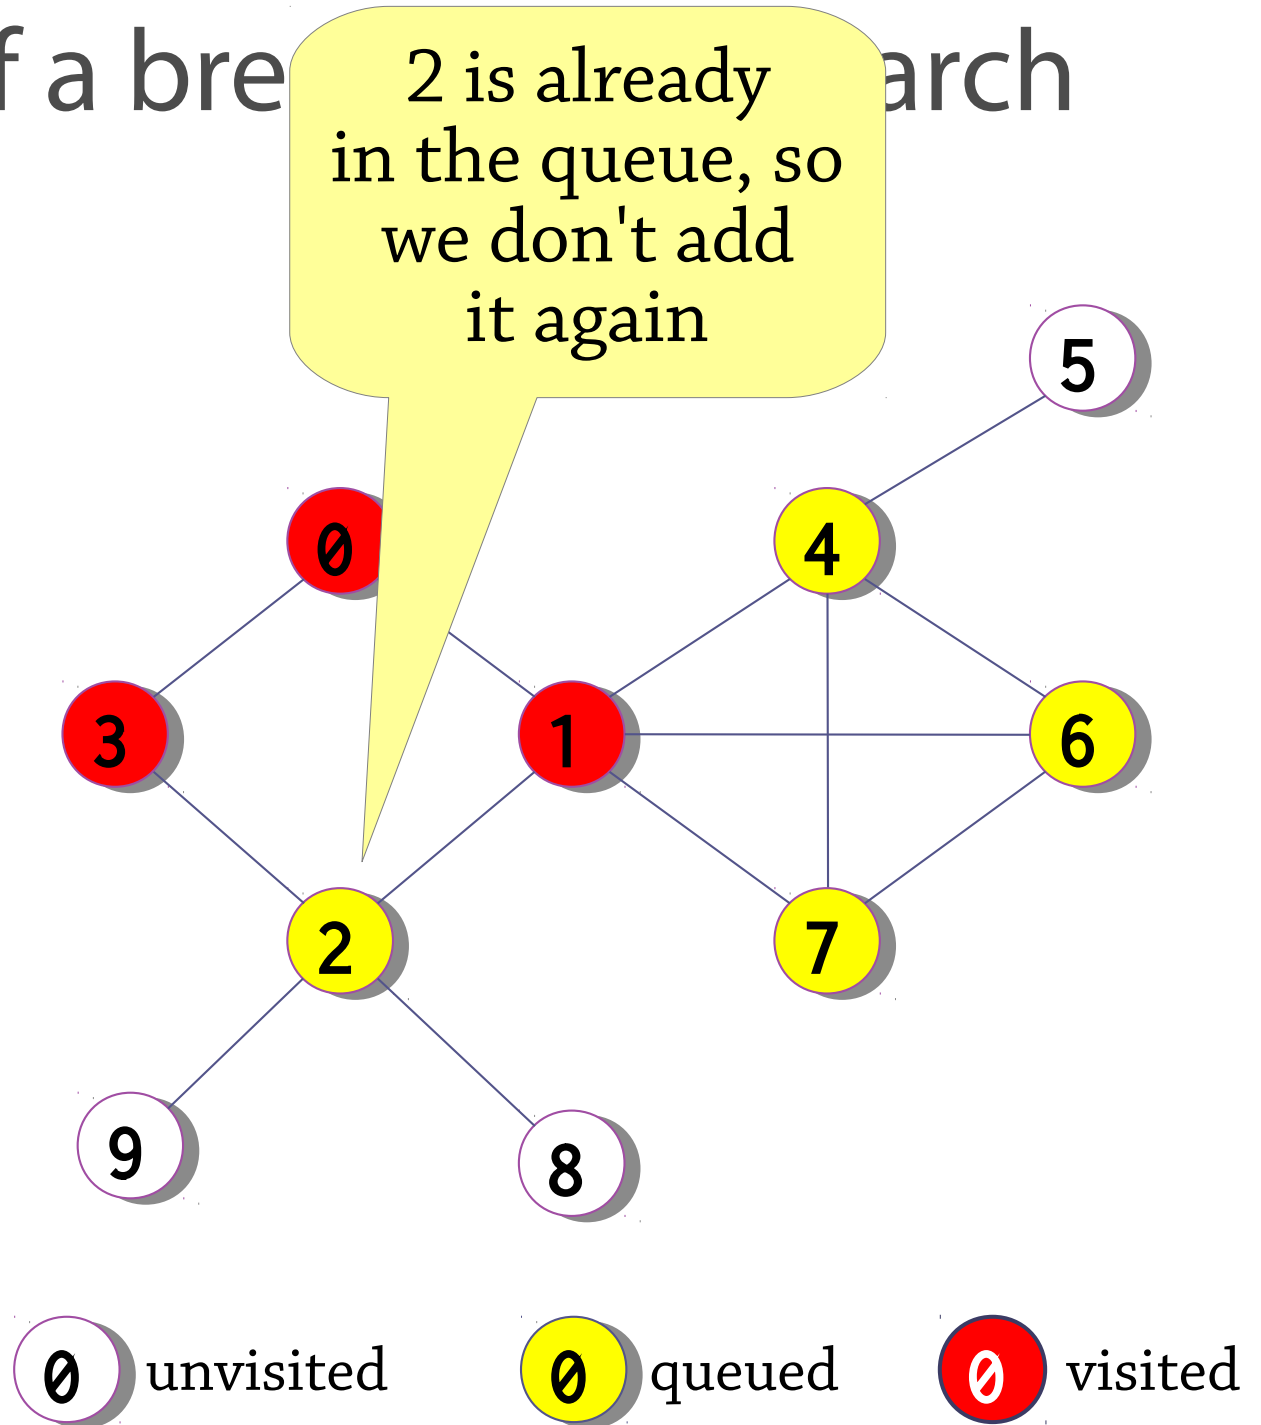 f a bre arch
2 is already
in the queue, so
we don't add
it again
5
0
4
3
1
6
2
7
9
8
0 unvisited
0 queued
0 visited